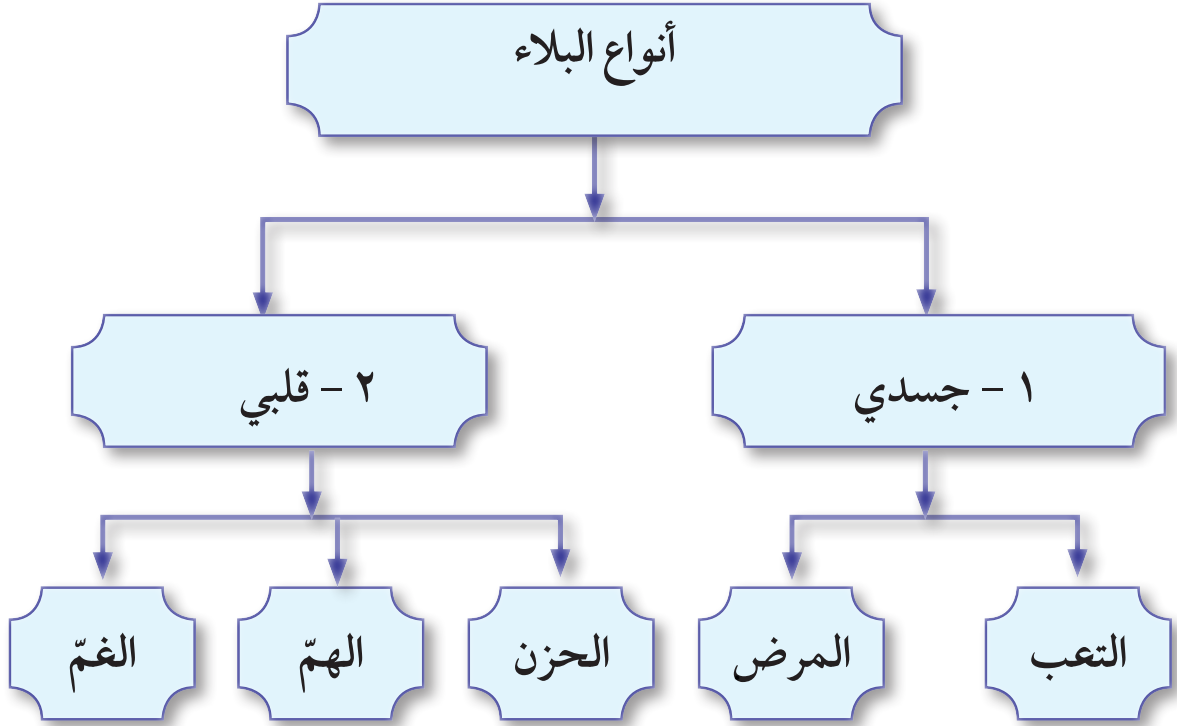 أنواع البلاء
١ - جسدي
٢ - قلبي
التعب
المرض
الحزن
الهمّ
الغمّ